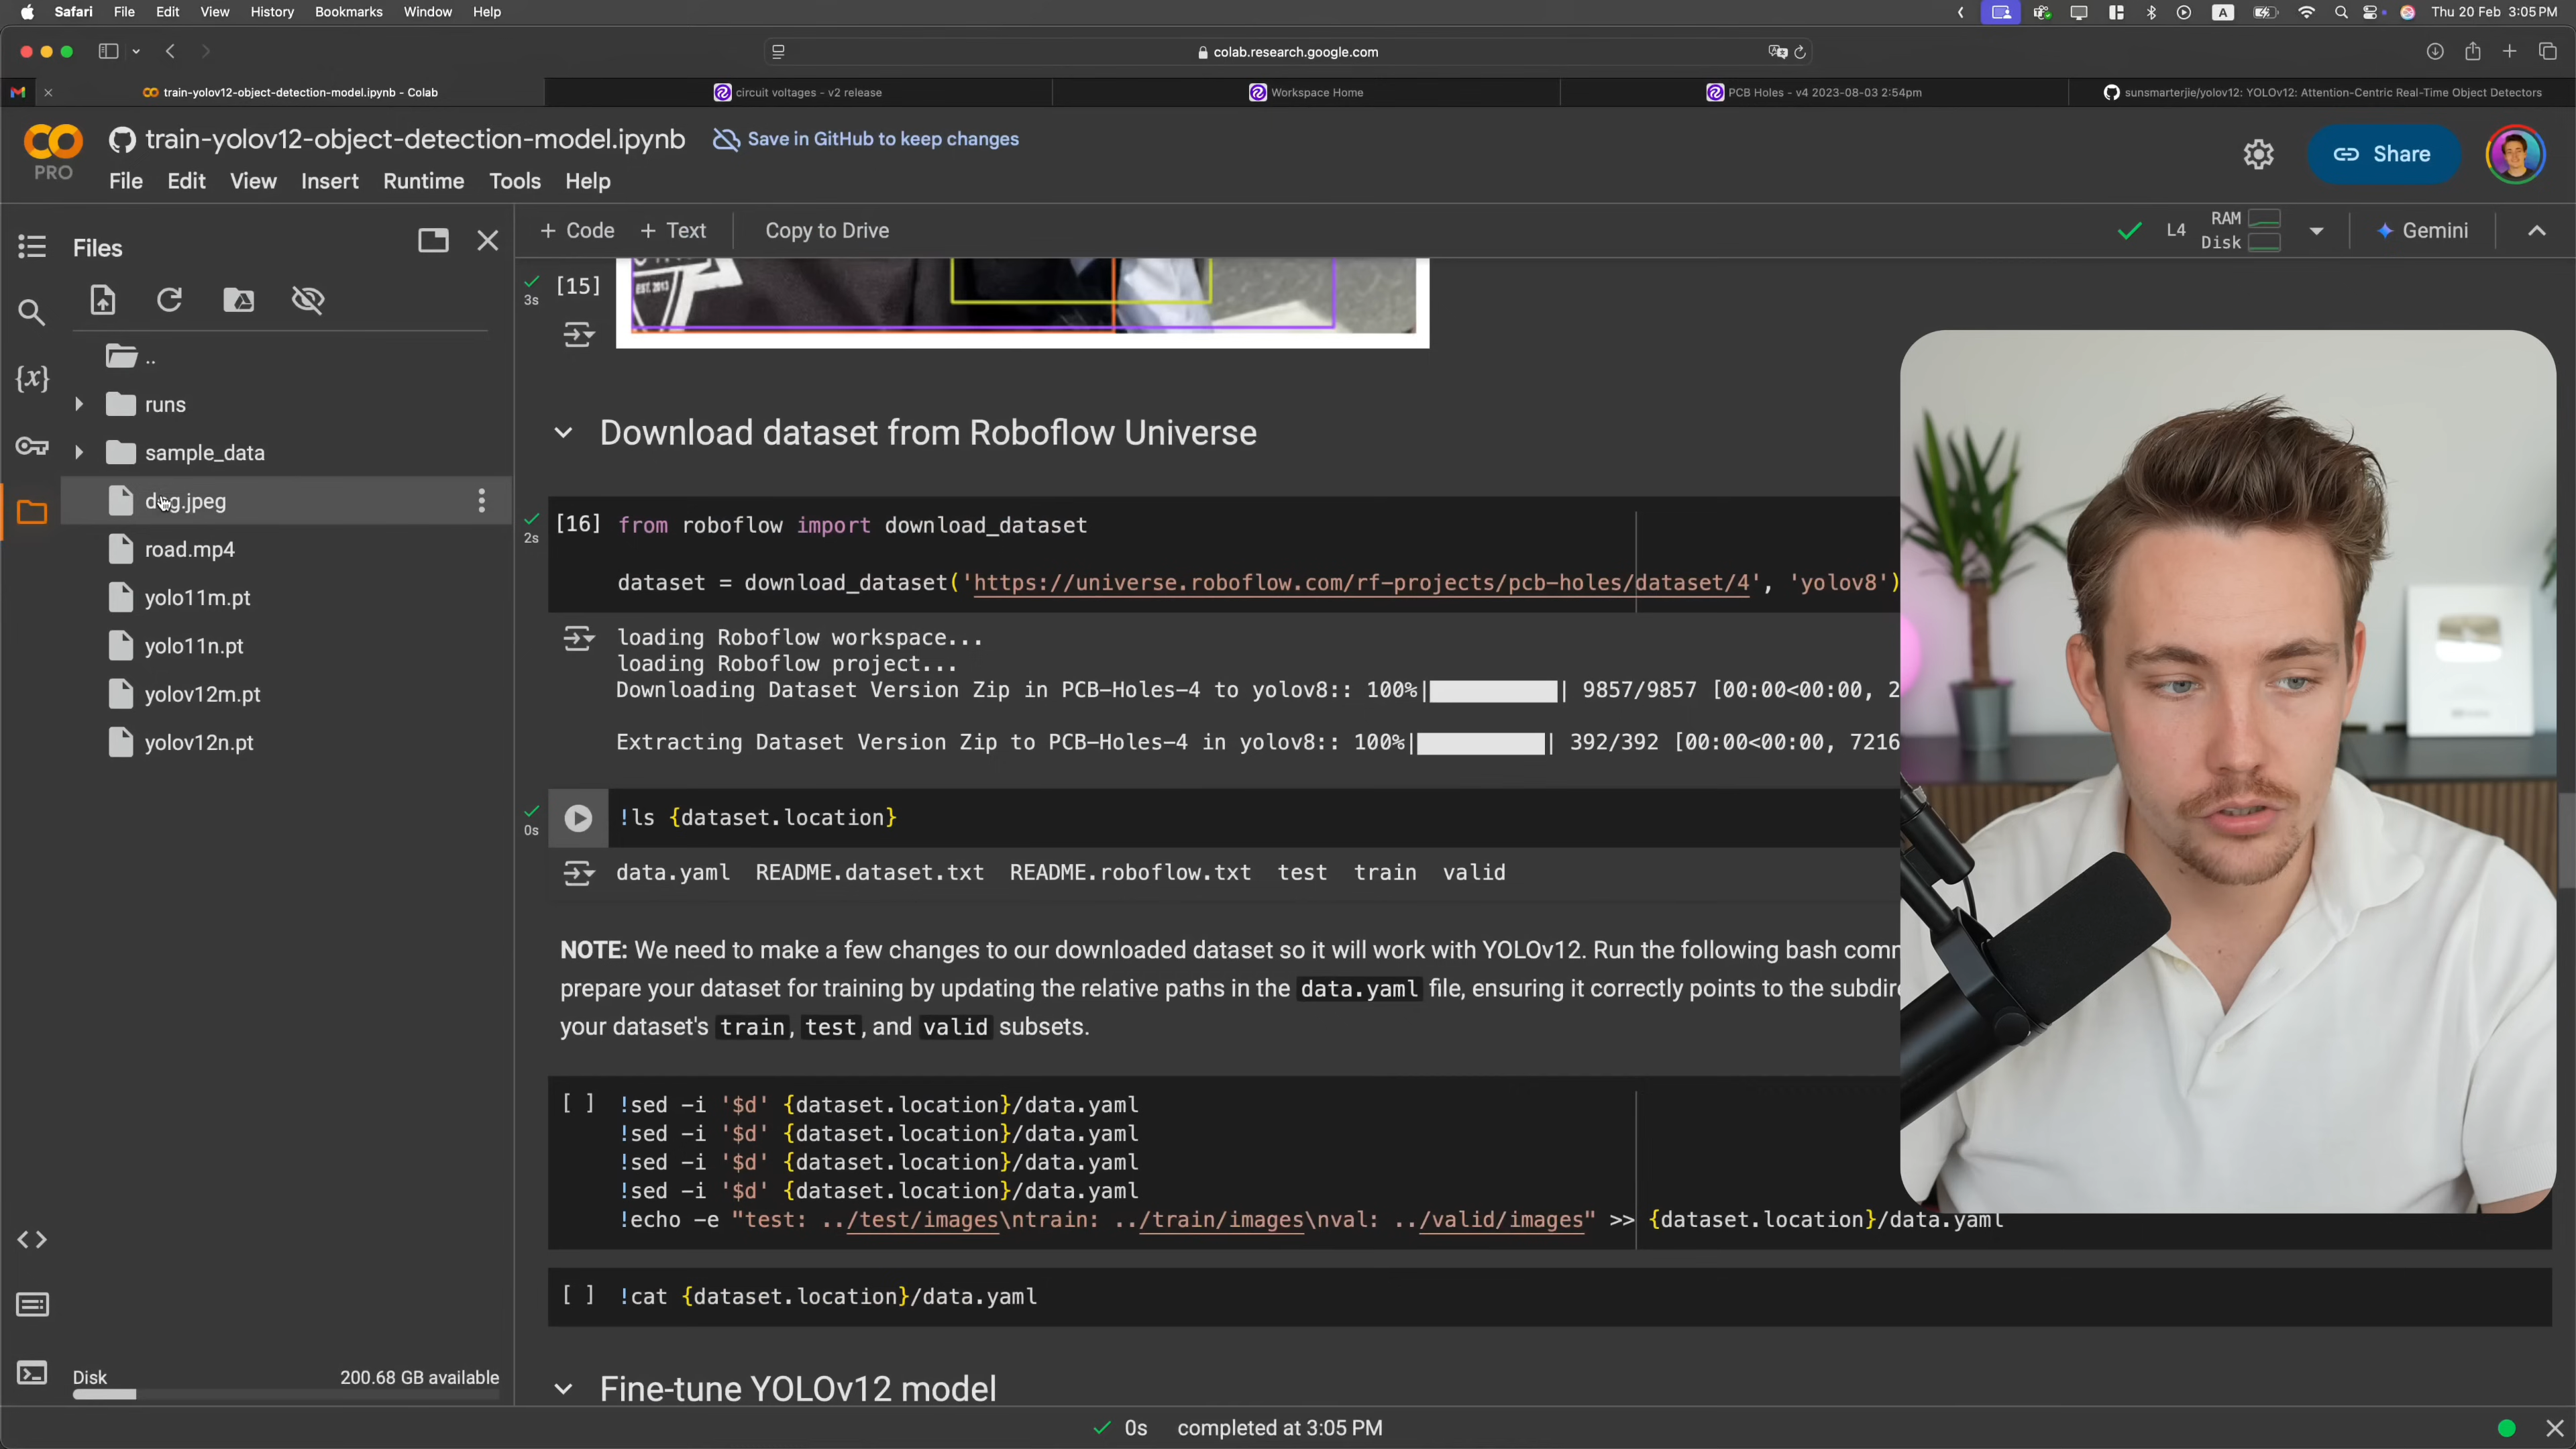 Safari File Edit View History Bookmarks Window Help
A Thu 20 Feb 3:05 PM
colab.research.google.com
train-yolov12-object-detection-model.ipynb - Colab
circuit voltages - v2 release
Workspace Home
PCB Holes - v4 2023-08-03 2:54pm
sunsmarterjie/yolov12: YOLOv12: Attention-Centric Real-Time Object Detectors
PRO
train-yolov12-object-detection-model.ipynb
Save in GitHub to keep changes
Share
File Edit View Insert Runtime Tools Help
Files
+ Code + Text Copy to Drive
L4 RAM Disk Gemini
..
runs
sample_data
road.mp4
yolo11m.pt
yolo11n.pt
yolov12m.pt
yolov12n.pt
Disk 200.68 GB available
EST. 2013
3s [15]
Download dataset from Roboflow Universe
2s [16] from roboflow import download_dataset
dataset = download_dataset('https://universe.roboflow.com/rf-projects/pcb-holes/dataset/4', 'yolov8')
loading Roboflow workspace...
loading Roboflow project...
Downloading Dataset Version Zip in PCB-Holes-4 to yolov8:: 100%| | 9857/9857 [00:00<00:00, 2
Extracting Dataset Version Zip to PCB-Holes-4 in yolov8:: 100%| | 392/392 [00:00<00:00, 7216
0s !ls {dataset.location}
data.yaml README.dataset.txt README.roboflow.txt test train valid
NOTE: We need to make a few changes to our downloaded dataset so it will work with YOLOv12. Run the following bash comm
prepare your dataset for training by updating the relative paths in the data.yaml file, ensuring it correctly points to the subdire
your dataset's train, test, and valid subsets.
[ ] !sed -i '$d' {dataset.location}/data.yaml
!sed -i '$d' {dataset.location}/data.yaml
!sed -i '$d' {dataset.location}/data.yaml
!sed -i '$d' {dataset.location}/data.yaml
!echo -e "test: ../test/images\ntrain: ../train/images\nval: ../valid/images" >> {dataset.location}/data.yaml
[ ] !cat {dataset.location}/data.yaml
Fine-tune YOLOv12 model
0s completed at 3:05 PM